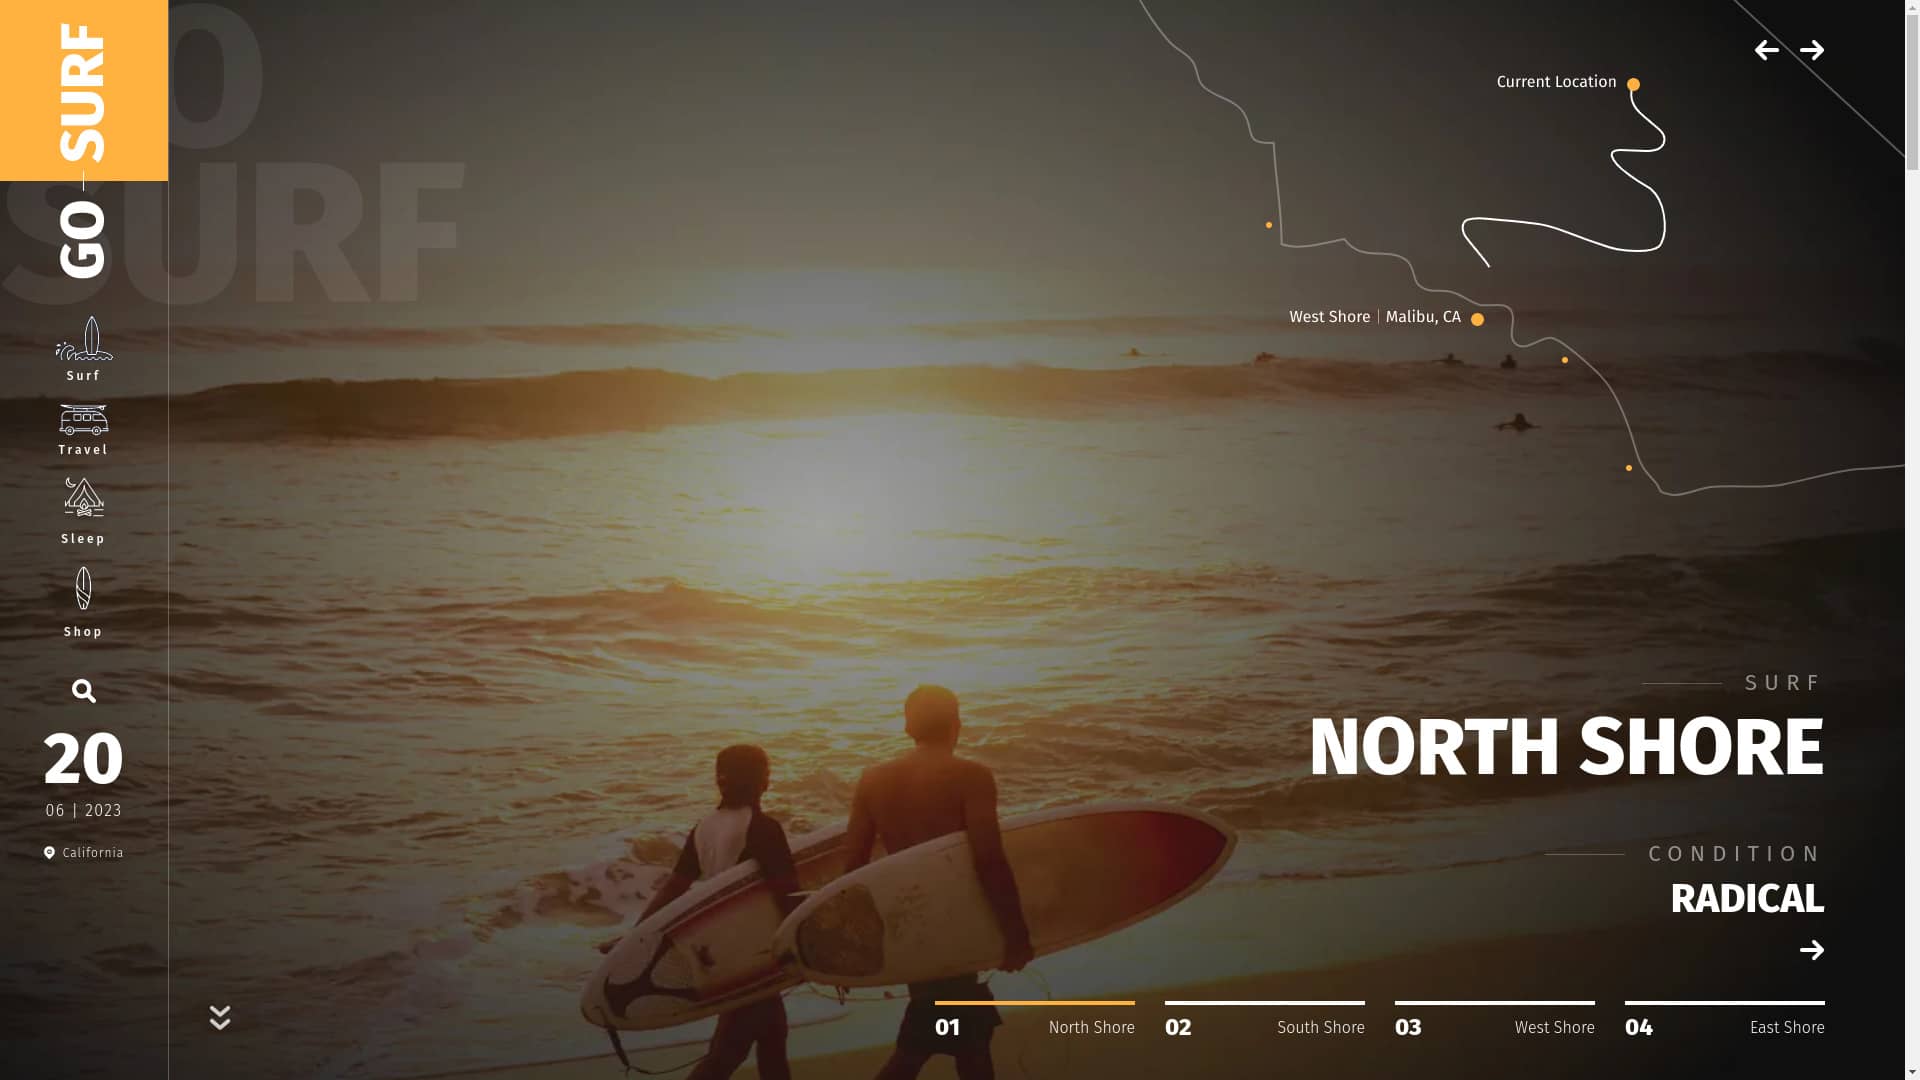 GO — SURF
GO
SURF
Surf
Travel
Sleep
Shop
20
06 | 2023
California
Current Location
West Shore | Malibu, CA
SURF
NORTH SHORE
CONDITION
RADICAL
01 North Shore
02 South Shore
03 West Shore
04 East Shore